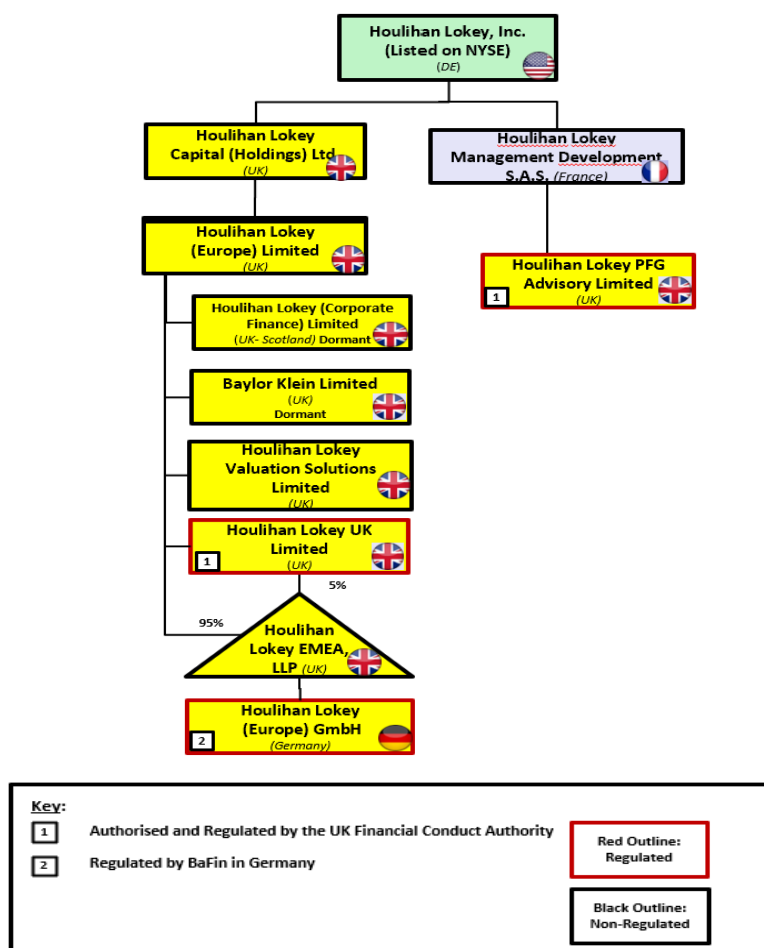 Houlihan Lokey, Inc.
(Listed on NYSE)
(DE)
Houlihan Lokey
Capital (Holdings) Ltd
(UK)
Houlihan Lokey
Management Development
S.A.S. (France)
Houlihan Lokey
(Europe) Limited
(UK)
Houlihan Lokey PFG
Advisory Limited
1
(UK)
Houlihan Lokey (Corporate
Finance) Limited
(UK- Scotland) Dormant
Baylor Klein Limited
(UK)
Dormant
Houlihan Lokey
Valuation Solutions
Limited
(UK)
Houlihan Lokey UK
Limited
1
(UK)
5%
95%
Houlihan
Lokey EMEA,
LLP (UK)
Houlihan Lokey
(Europe) GmbH
2
(Germany)
Key:
1 Authorised and Regulated by the UK Financial Conduct Authority
2 Regulated by BaFin in Germany
Red Outline:
Regulated
Black Outline:
Non-Regulated